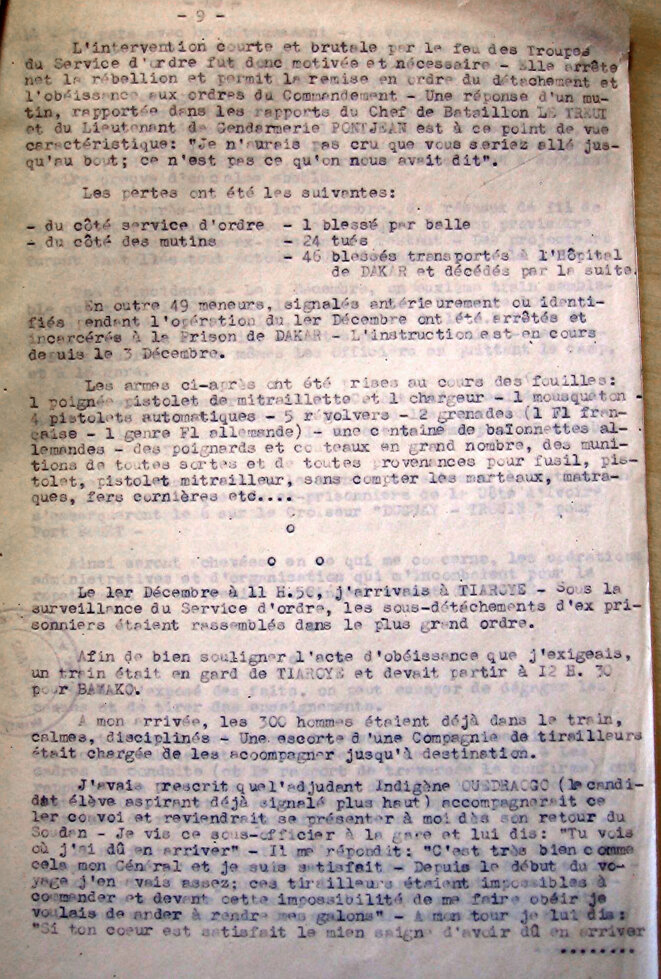 - 9 -
L'intervention courte et brutale par le feu des Troupes
du Service d'ordre fut donc motivée et nécessaire - Elle arrête
net la rébellion et permit la remise en ordre du détachement et
l'obéissance aux ordres du Commandement - Une réponse d'un mu-
tin, rapportée dans les rapports du Chef de Bataillon LE TREUT
et du Lieutenant de Gendarmerie PONTJEAN est à ce point de vue
caractéristique: "Je n'aurais pas cru que vous seriez allé jus-
qu'au bout; ce n'est pas ce qu'on nous avait dit".
Les pertes ont été les suivantes:
- du côté service d'ordre - 1 blessé par balle
- du côté des mutins - 24 tués
- 46 blessés transportés à l'Hôpital
de DAKAR et décédés par la suite.
En outre 49 meneurs, signalés antérieurement ou identi-
fiés pendant l'opération du 1er Décembre ont été arrêtés et
incarcérés à la Prison de DAKAR - L'instruction est en cours
depuis le 3 Décembre.
Les armes ci-après ont été prises au cours des fouilles:
1 poignée pistolet de mitraillette et 1 chargeur - 1 mousqueton -
4 pistolets automatiques - 5 révolvers - 2 grenades (1 F1 fran-
çaise - 1 genre F1 allemande) - une centaine de baïonnettes al-
lemandes - des poignards et couteaux en grand nombre, des muni-
tions de toutes sortes et de toutes provenances pour fusil, pis-
tolet, pistolet mitrailleur, sans compter les marteaux, matra-
ques, fers cornières etc....
o
o o
Le 1er Décembre à 11 H.50, j'arrivais à TIAROYE - Sous la
surveillance du Service d'ordre, les sous-détachements d'ex pri-
sonniers étaient rassemblés dans le plus grand ordre.
Afin de bien souligner l'acte d'obéissance que j'exigeais,
un train était en gard de TIAROYE et devait partir à 12 H. 30
pour BAMAKO.
A mon arrivée, les 300 hommes étaient déjà dans le train,
calmes, disciplinés - Une escorte d'une Compagnie de tirailleurs
était chargée de les accompagner jusqu'à destination.
J'avais prescrit que l'adjudant Indigène OUEDRAOGO (le candi-
dat élève aspirant déjà signalé plus haut) accompagnerait ce
1er convoi et reviendrait se présenter à moi dès son retour du
Soudan - Je vis ce sous-officier à la gare et lui dis: "Tu vois
où j'ai dû en arriver" - Il me répondit: "C'est très bien comme
cela mon Général et je suis satisfait - Depuis le début du vo-
yage j'en avais assez; ces tirailleurs étaient impossibles à
commander et devant cette impossibilité de me faire obéir je
voulais demander à rendre mes galons" - A mon tour je lui dis:
"Si ton coeur est satisfait le mien saigne d'avoir dû en arriver
........